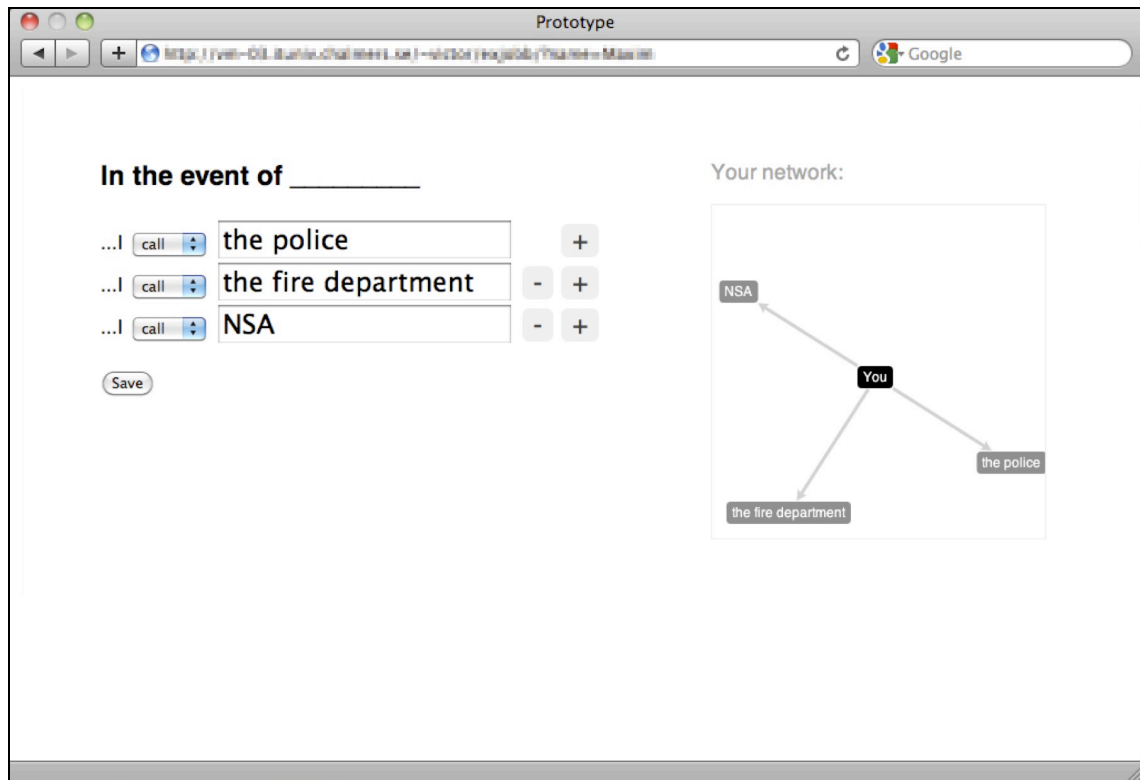 Prototype
Google
In the event of _________
...I call the police +
...I call the fire department - +
...I call NSA - +
Save
Your network:
NSA
You
the police
the fire department